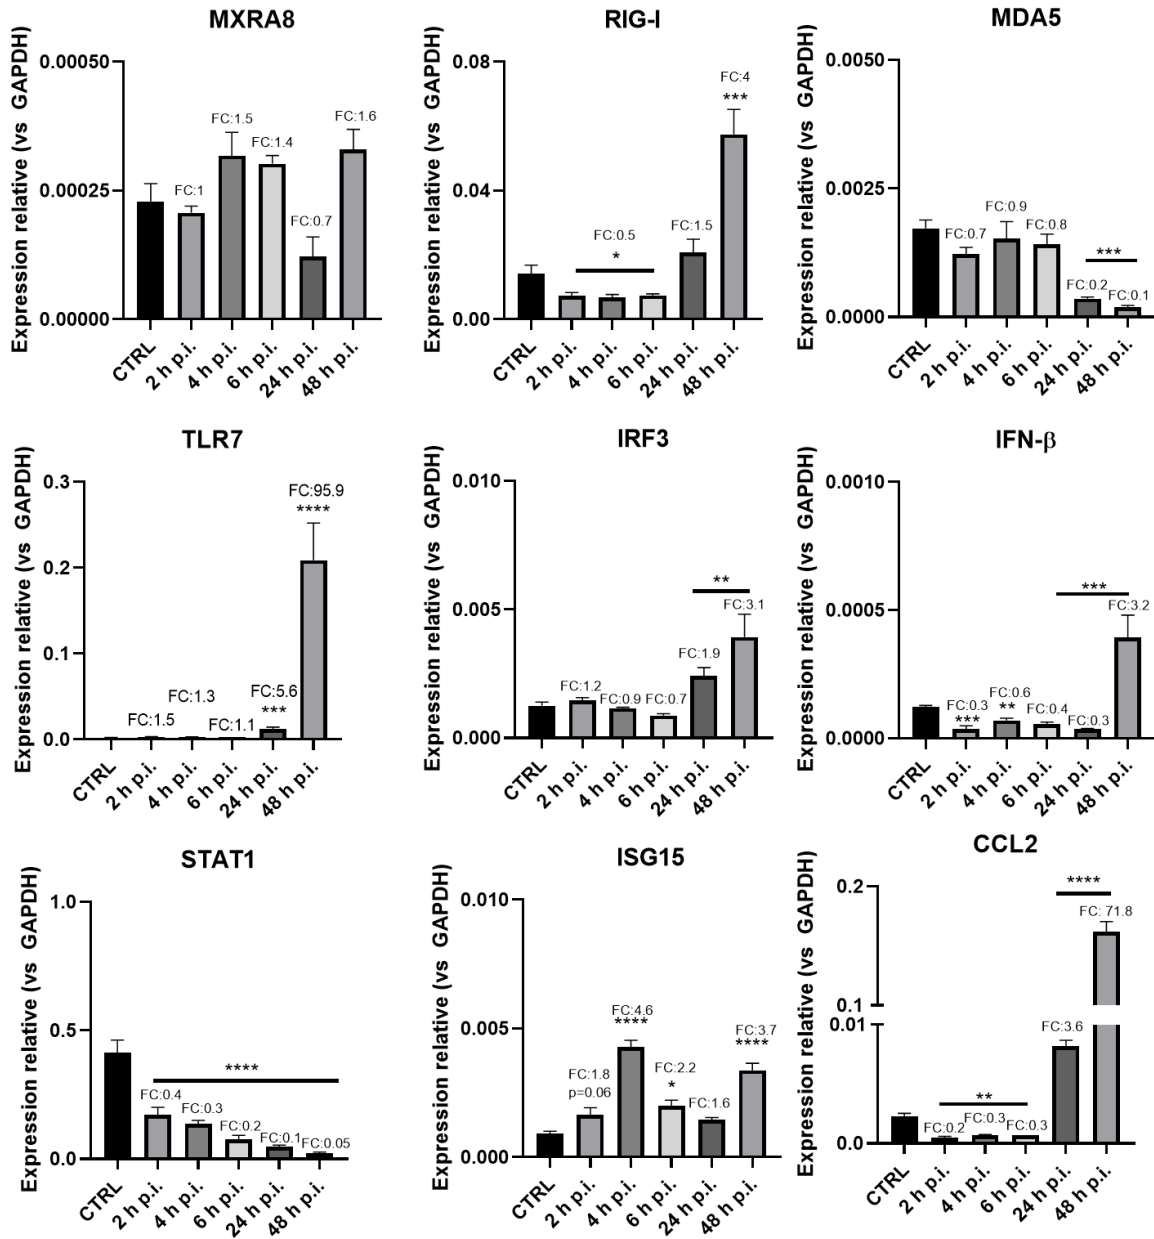 MXRA8
Expression relative (vs GAPDH)
0.00050
0.00025
0.00000
FC:1
FC:1.5
FC:1.4
FC:0.7
FC:1.6
CTRL
2 h p.i.
4 h p.i.
6 h p.i.
24 h p.i.
48 h p.i.
RIG-I
Expression relative (vs GAPDH)
0.08
0.04
0.00
FC:0.5
*
FC:1.5
FC:4
***
CTRL
2 h p.i.
4 h p.i.
6 h p.i.
24 h p.i.
48 h p.i.
MDA5
Expression relative (vs GAPDH)
0.0050
0.0025
0.0000
FC:0.7
FC:0.9
FC:0.8
***
FC:0.2
FC:0.1
CTRL
2 h p.i.
4 h p.i.
6 h p.i.
24 h p.i.
48 h p.i.
TLR7
Expression relative (vs GAPDH)
0.3
0.2
0.1
0.0
FC:1.5
FC:1.3
FC:1.1
FC:5.6
***
FC:95.9
****
CTRL
2 h p.i.
4 h p.i.
6 h p.i.
24 h p.i.
48 h p.i.
IRF3
Expression relative (vs GAPDH)
0.010
0.005
0.000
FC:1.2
FC:0.9
FC:0.7
**
FC:1.9
FC:3.1
CTRL
2 h p.i.
4 h p.i.
6 h p.i.
24 h p.i.
48 h p.i.
IFN-β
Expression relative (vs GAPDH)
0.0010
0.0005
0.0000
FC:0.3
***
FC:0.6
**
FC:0.4
FC:0.3
***
FC:3.2
CTRL
2 h p.i.
4 h p.i.
6 h p.i.
24 h p.i.
48 h p.i.
STAT1
Expression relative (vs GAPDH)
1.0
0.5
0.0
****
FC:0.4
FC:0.3
FC:0.2
FC:0.1
FC:0.05
CTRL
2 h p.i.
4 h p.i.
6 h p.i.
24 h p.i.
48 h p.i.
ISG15
Expression relative (vs GAPDH)
0.010
0.005
0.000
FC:1.8
p=0.06
FC:4.6
****
FC:2.2
*
FC:1.6
FC:3.7
****
CTRL
2 h p.i.
4 h p.i.
6 h p.i.
24 h p.i.
48 h p.i.
CCL2
Expression relative (vs GAPDH)
0.2
0.1
0.01
0.0
**
FC:0.2
FC:0.3
FC:0.3
FC:3.6
****
FC: 71.8
CTRL
2 h p.i.
4 h p.i.
6 h p.i.
24 h p.i.
48 h p.i.